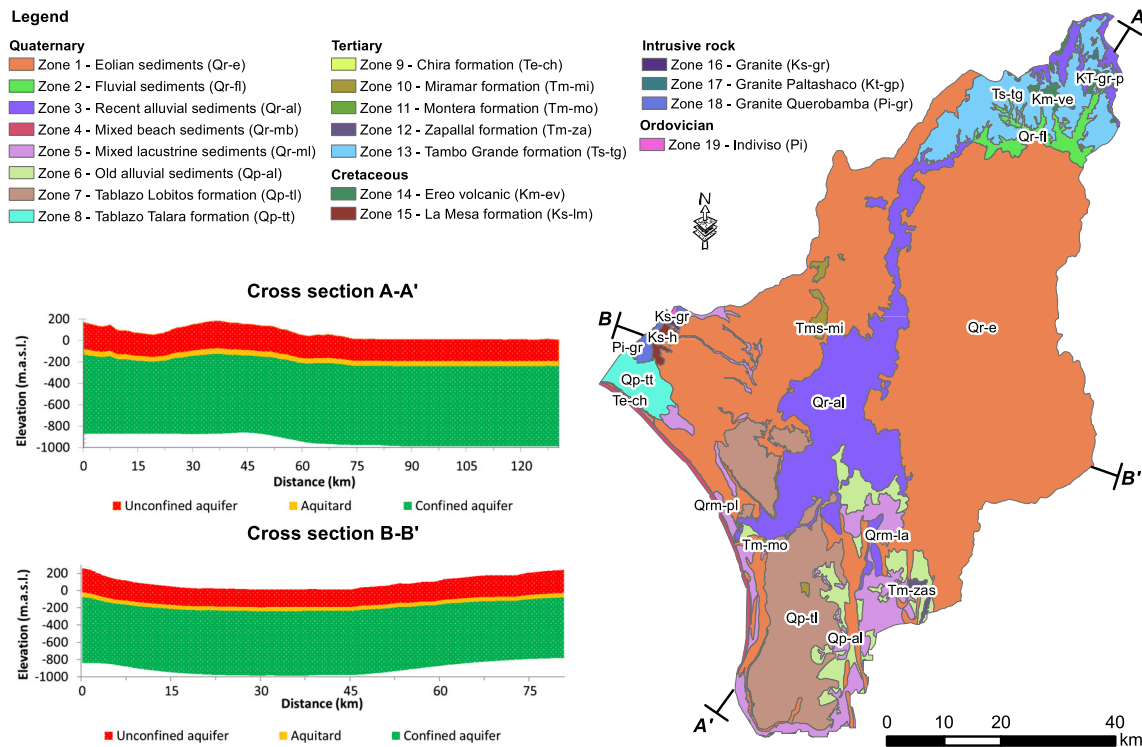 Legend
Quaternary
Zone 1 - Eolian sediments (Qr-e)
Zone 2 - Fluvial sediments (Qr-fl)
Zone 3 - Recent alluvial sediments (Qr-al)
Zone 4 - Mixed beach sediments (Qr-mb)
Zone 5 - Mixed lacustrine sediments (Qr-ml)
Zone 6 - Old alluvial sediments (Qp-al)
Zone 7 - Tablazo Lobitos formation (Qp-tl)
Zone 8 - Tablazo Talara formation (Qp-tt)
Tertiary
Zone 9 - Chira formation (Te-ch)
Zone 10 - Miramar formation (Tm-mi)
Zone 11 - Montera formation (Tm-mo)
Zone 12 - Zapallal formation (Tm-za)
Zone 13 - Tambo Grande formation (Ts-tg)
Cretaceous
Zone 14 - Ereo volcanic (Km-ev)
Zone 15 - La Mesa formation (Ks-lm)
Intrusive rock
Zone 16 - Granite (Ks-gr)
Zone 17 - Granite Paltashaco (Kt-gp)
Zone 18 - Granite Querobamba (Pi-gr)
Ordovician
Zone 19 - Indiviso (Pi)
Cross section A-A'
Elevation (m.a.s.l.)
200
0
-200
-400
-600
-800
-1000
0 15 30 45 60 75 90 105 120
Distance (km)
Unconfined aquifer Aquitard Confined aquifer
Cross section B-B'
Elevation (m.a.s.l.)
200
0
-200
-400
-600
-800
-1000
0 15 30 45 60 75
Distance (km)
Unconfined aquifer Aquitard Confined aquifer
A
KT-gr-p
Ts-tg
Km-ve
Qr-fl
N
B
Ks-gr
Ks-h
Pi-gr
Tms-mi
Qr-e
Qp-tt
Te-ch
Qr-al
B'
Qrm-pl
Qrm-la
Tm-mo
Tm-zas
Qp-tl
Qp-al
A'
0 10 20 40
km